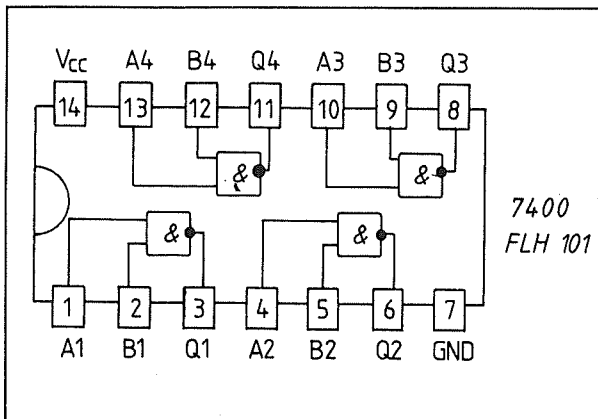 Vcc A4 B4 Q4 A3 B3 Q3
14 13 12 11 10 9 8
& &
& &
7400
FLH 101
1 2 3 4 5 6 7
A1 B1 Q1 A2 B2 Q2 GND